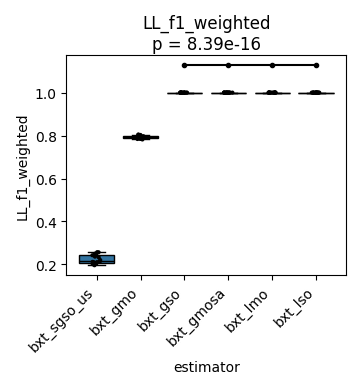 LL_f1_weighted
p = 8.39e-16
LL_f1_weighted
1.0
0.8
0.6
0.4
0.2
bxt_sgso_us
bxt_gmo
bxt_gso
bxt_gmosa
bxt_lmo
bxt_lso
estimator